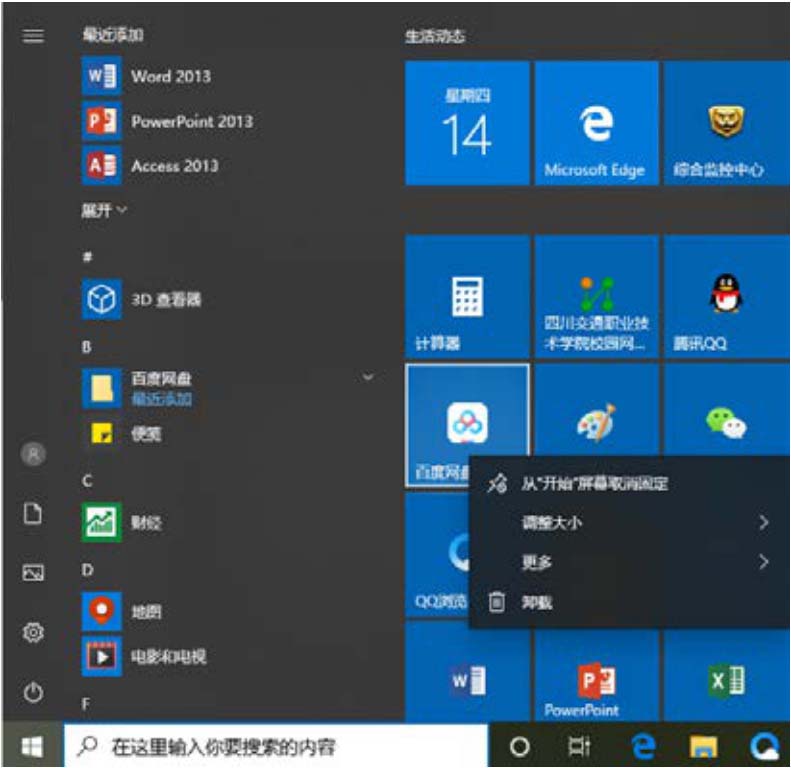 最近添加
Word 2013
PowerPoint 2013
Access 2013
展开
#
3D 查看器
B
百度网盘
最近添加
便笺
C
财经
D
地图
电影和电视
F
生活动态
星期四
14
Microsoft Edge
综合监控中心
计算器
四川交通职业技
术学院校园网...
腾讯QQ
百度网盘
从"开始"屏幕取消固定
调整大小
更多
卸载
QQ浏览
PowerPoint
在这里输入你要搜索的内容